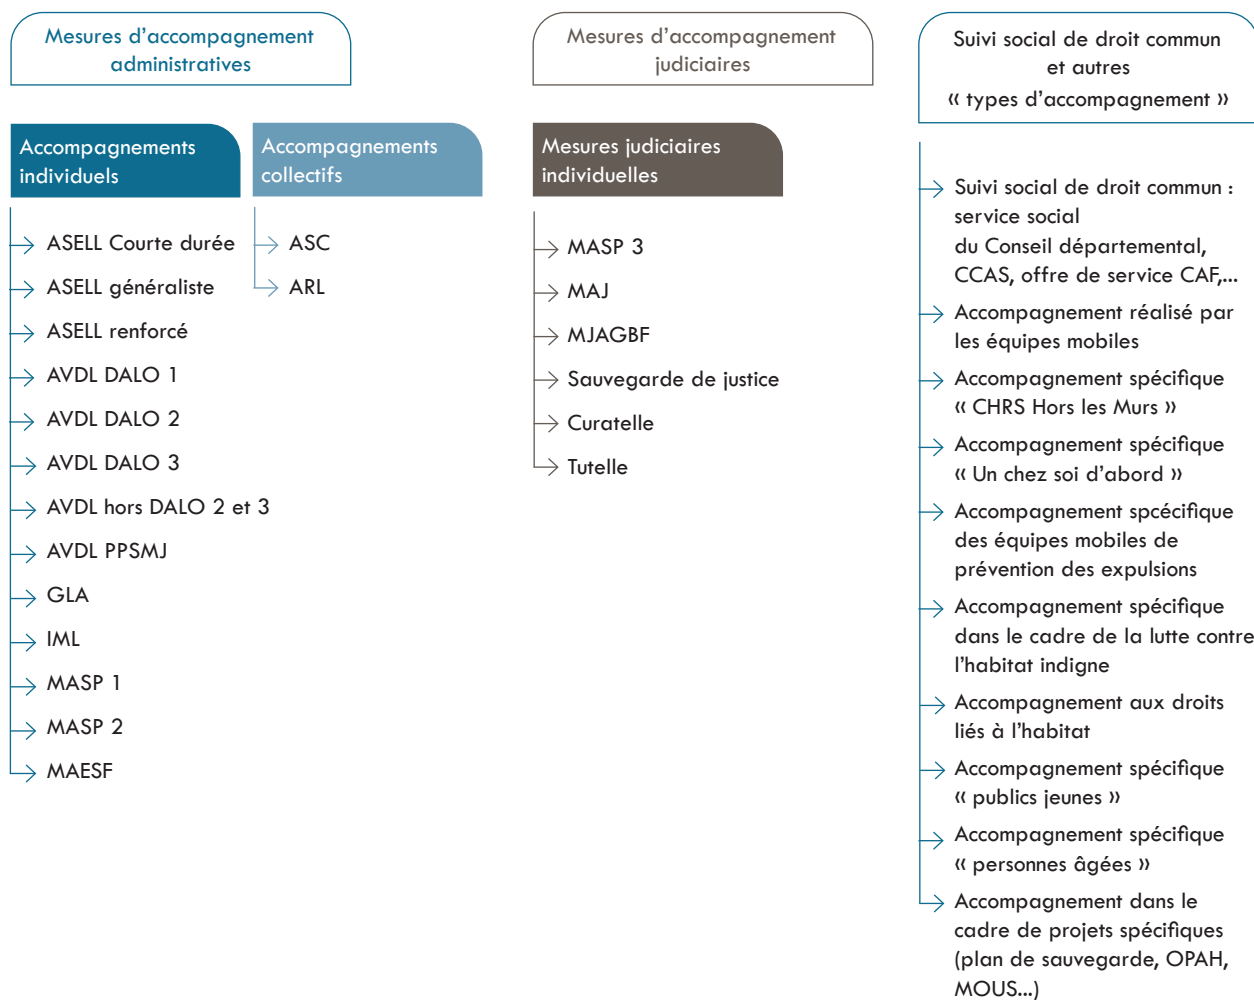 Mesures d'accompagnement
administratives
Accompagnements
individuels
ASELL Courte durée
ASELL généraliste
ASELL renforcé
AVDL DALO 1
AVDL DALO 2
AVDL DALO 3
AVDL hors DALO 2 et 3
AVDL PPSMJ
GLA
IML
MASP 1
MASP 2
MAESF
Accompagnements
collectifs
ASC
ARL
Mesures d'accompagnement
judiciaires
Mesures judiciaires
individuelles
MASP 3
MAJ
MJAGBF
Sauvegarde de justice
Curatelle
Tutelle
Suivi social de droit commun
et autres
« types d'accompagnement »
Suivi social de droit commun :
service social
du Conseil départemental,
CCAS, offre de service CAF,...
Accompagnement réalisé par
les équipes mobiles
Accompagnement spécifique
« CHRS Hors les Murs »
Accompagnement spécifique
« Un chez soi d'abord »
Accompagnement spcécifique
des équipes mobiles de
prévention des expulsions
Accompagnement spécifique
dans le cadre de la lutte contre
l'habitat indigne
Accompagnement aux droits
liés à l'habitat
Accompagnement spécifique
« publics jeunes »
Accompagnement spécifique
« personnes âgées »
Accompagnement dans le
cadre de projets spécifiques
(plan de sauvegarde, OPAH,
MOUS...)